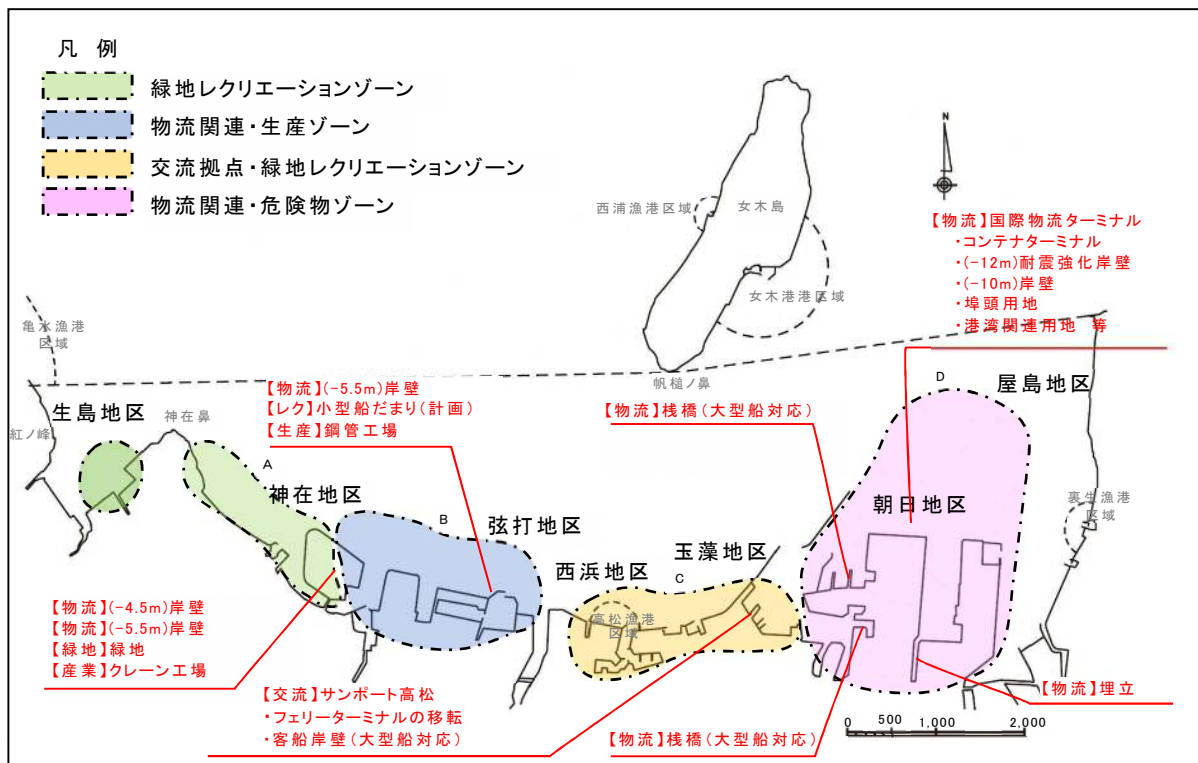 凡 例
緑地レクリエーションゾーン
物流関連・生産ゾーン
交流拠点・緑地レクリエーションゾーン
物流関連・危険物ゾーン
N
西浦漁港区域
女木島
女木港港区域
【物流】国際物流ターミナル
・コンテナターミナル
・(-12m)耐震強化岸壁
・(-10m)岸壁
・埠頭用地
・港湾関連用地 等
亀水漁港
区域
帆槌ノ鼻
生島地区
神在鼻
紅ノ峰
【物流】(-5.5m)岸壁
【レク】小型船だまり(計画)
【生産】鋼管工場
【物流】桟橋(大型船対応)
D
屋島地区
A
神在地区
B
弦打地区
西浜地区
C
玉藻地区
朝日地区
裏生漁港
区域
高松漁港
区域
【物流】(-4.5m)岸壁
【物流】(-5.5m)岸壁
【緑地】緑地
【産業】クレーン工場
【交流】サンポート高松
・フェリーターミナルの移転
・客船岸壁(大型船対応)
【物流】桟橋(大型船対応)
【物流】埋立
0 500 1,000 2,000